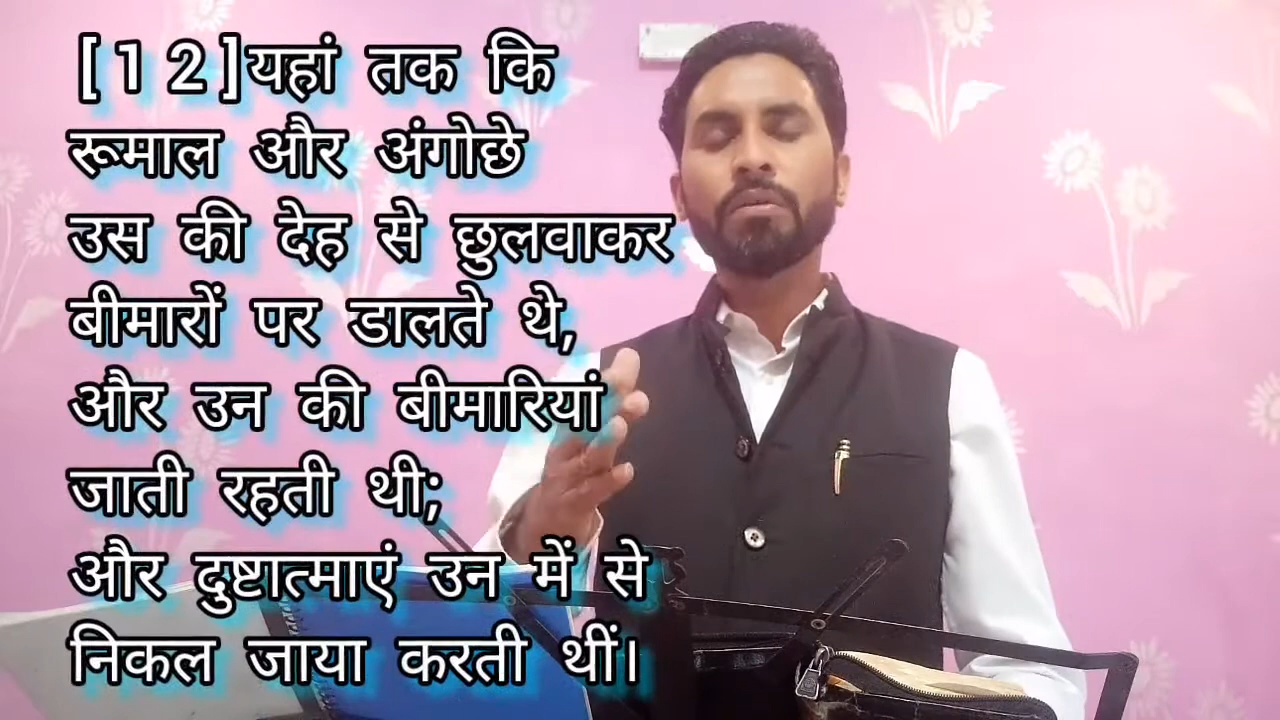 [12]यहां तक कि
रूमाल और अंगोछे
उस की देह से छुलवाकर
बीमारों पर डालते थे,
और उन की बीमारियां
जाती रहती थी;
और दुष्टात्माएं उन में से
निकल जाया करती थीं।